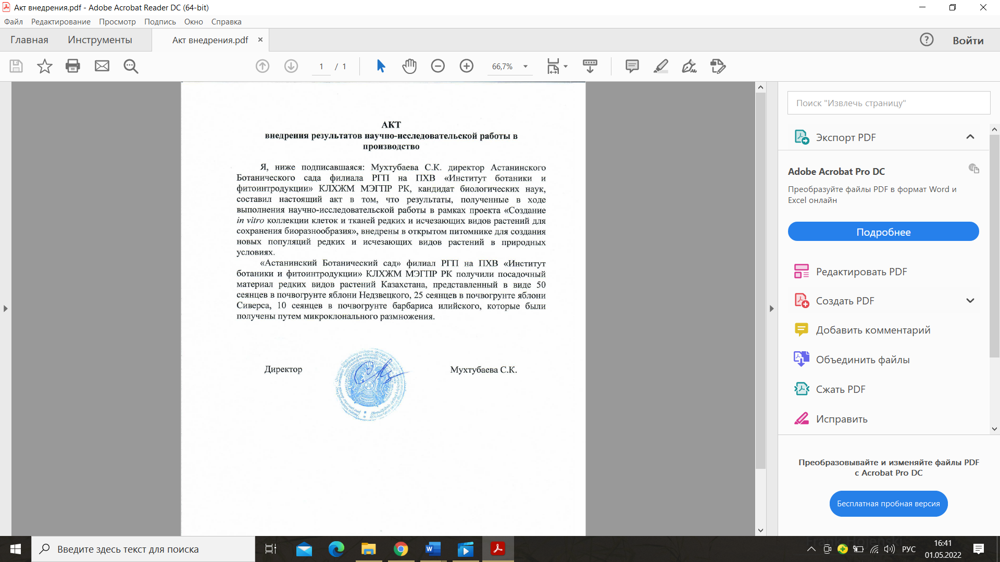 Акт внедрения.pdf - Adobe Acrobat Reader DC (64-bit)
Файл Редактирование Просмотр Подпись Окно Справка
Главная Инструменты Акт внедрения.pdf × Войти
1 / 1 66,7%
АКТ
внедрения результатов научно-исследовательской работы в
производство
Я, ниже подписавшаяся: Мухтубаева С.К. директор Астанинского
Ботанического сада филиала РГП на ПХВ «Институт ботаники и
фитоинтродукции» КЛХЖМ МЭГПР РК, кандидат биологических наук,
составил настоящий акт в том, что результаты, полученные в ходе
выполнения научно-исследовательской работы в рамках проекта «Создание
in vitro коллекции клеток и тканей редких и исчезающих видов растений для
сохранения биоразнообразия», внедрены в открытом питомнике для создания
новых популяций редких и исчезающих видов растений в природных
условиях.
«Астанинский Ботанический сад» филиал РГП на ПХВ «Институт
ботаники и фитоинтродукции» КЛХЖМ МЭГПР РК получили посадочный
материал редких видов растений Казахстана, представленный в виде 50
сеянцев в почвогрунте яблони Недзвецкого, 25 сеянцев в почвогрунте яблони
Сиверса, 10 сеянцев в почвогрунте барбариса илийского, которые были
получены путем микроклонального размножения.
Директор Мухтубаева С.К.
Поиск "Извлечь страницу"
Экспорт PDF
Adobe Acrobat Pro DC
Преобразуйте файлы PDF в формат Word и
Excel онлайн
Подробнее
Редактировать PDF
Создать PDF
Добавить комментарий
Объединить файлы
Сжать PDF
Исправить
Преобразовывайте и изменяйте файлы PDF
с Acrobat Pro DC
Бесплатная пробная версия
Введите здесь текст для поиска
РУС
16:41
01.05.2022